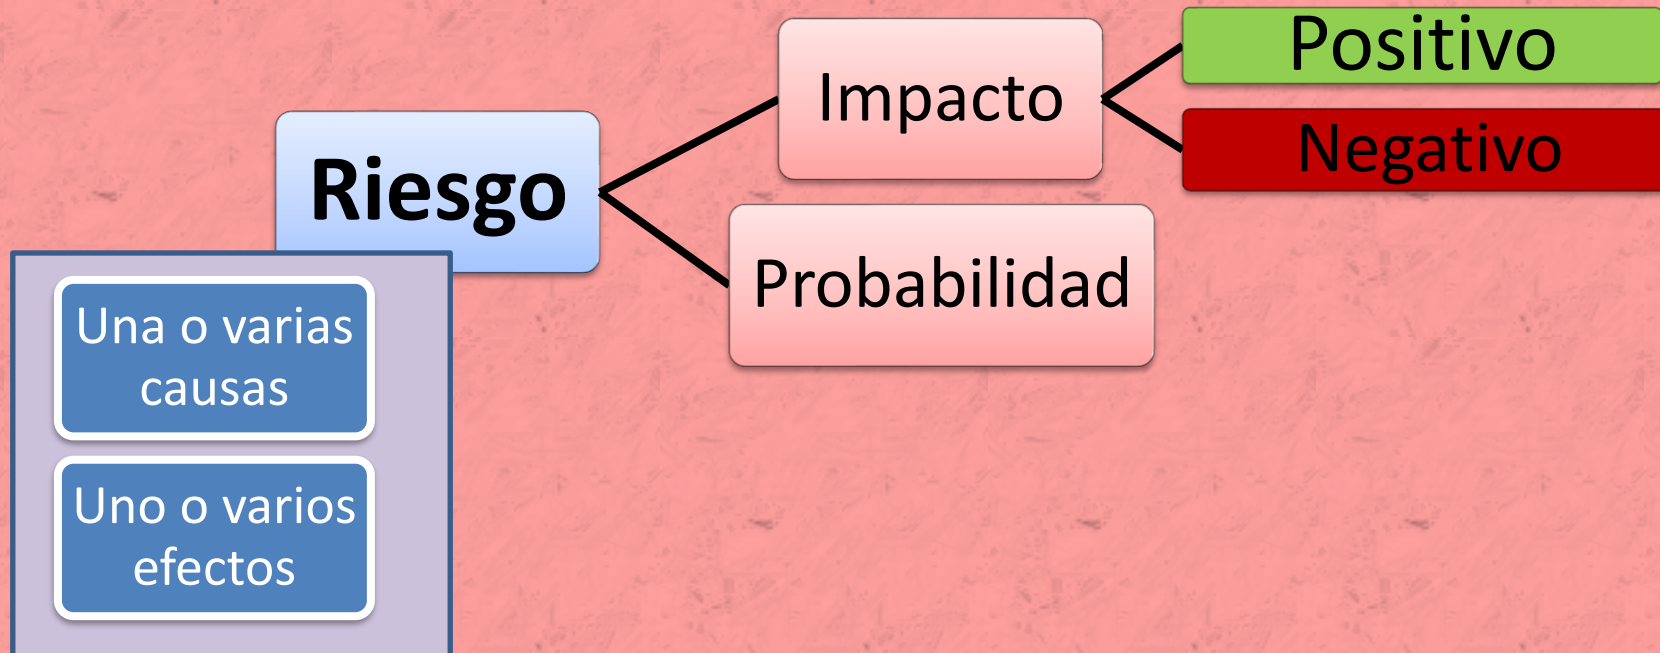 Positivo
Impacto
Negativo
Riesgo
Probabilidad
Una o varias
causas
Uno o varios
efectos